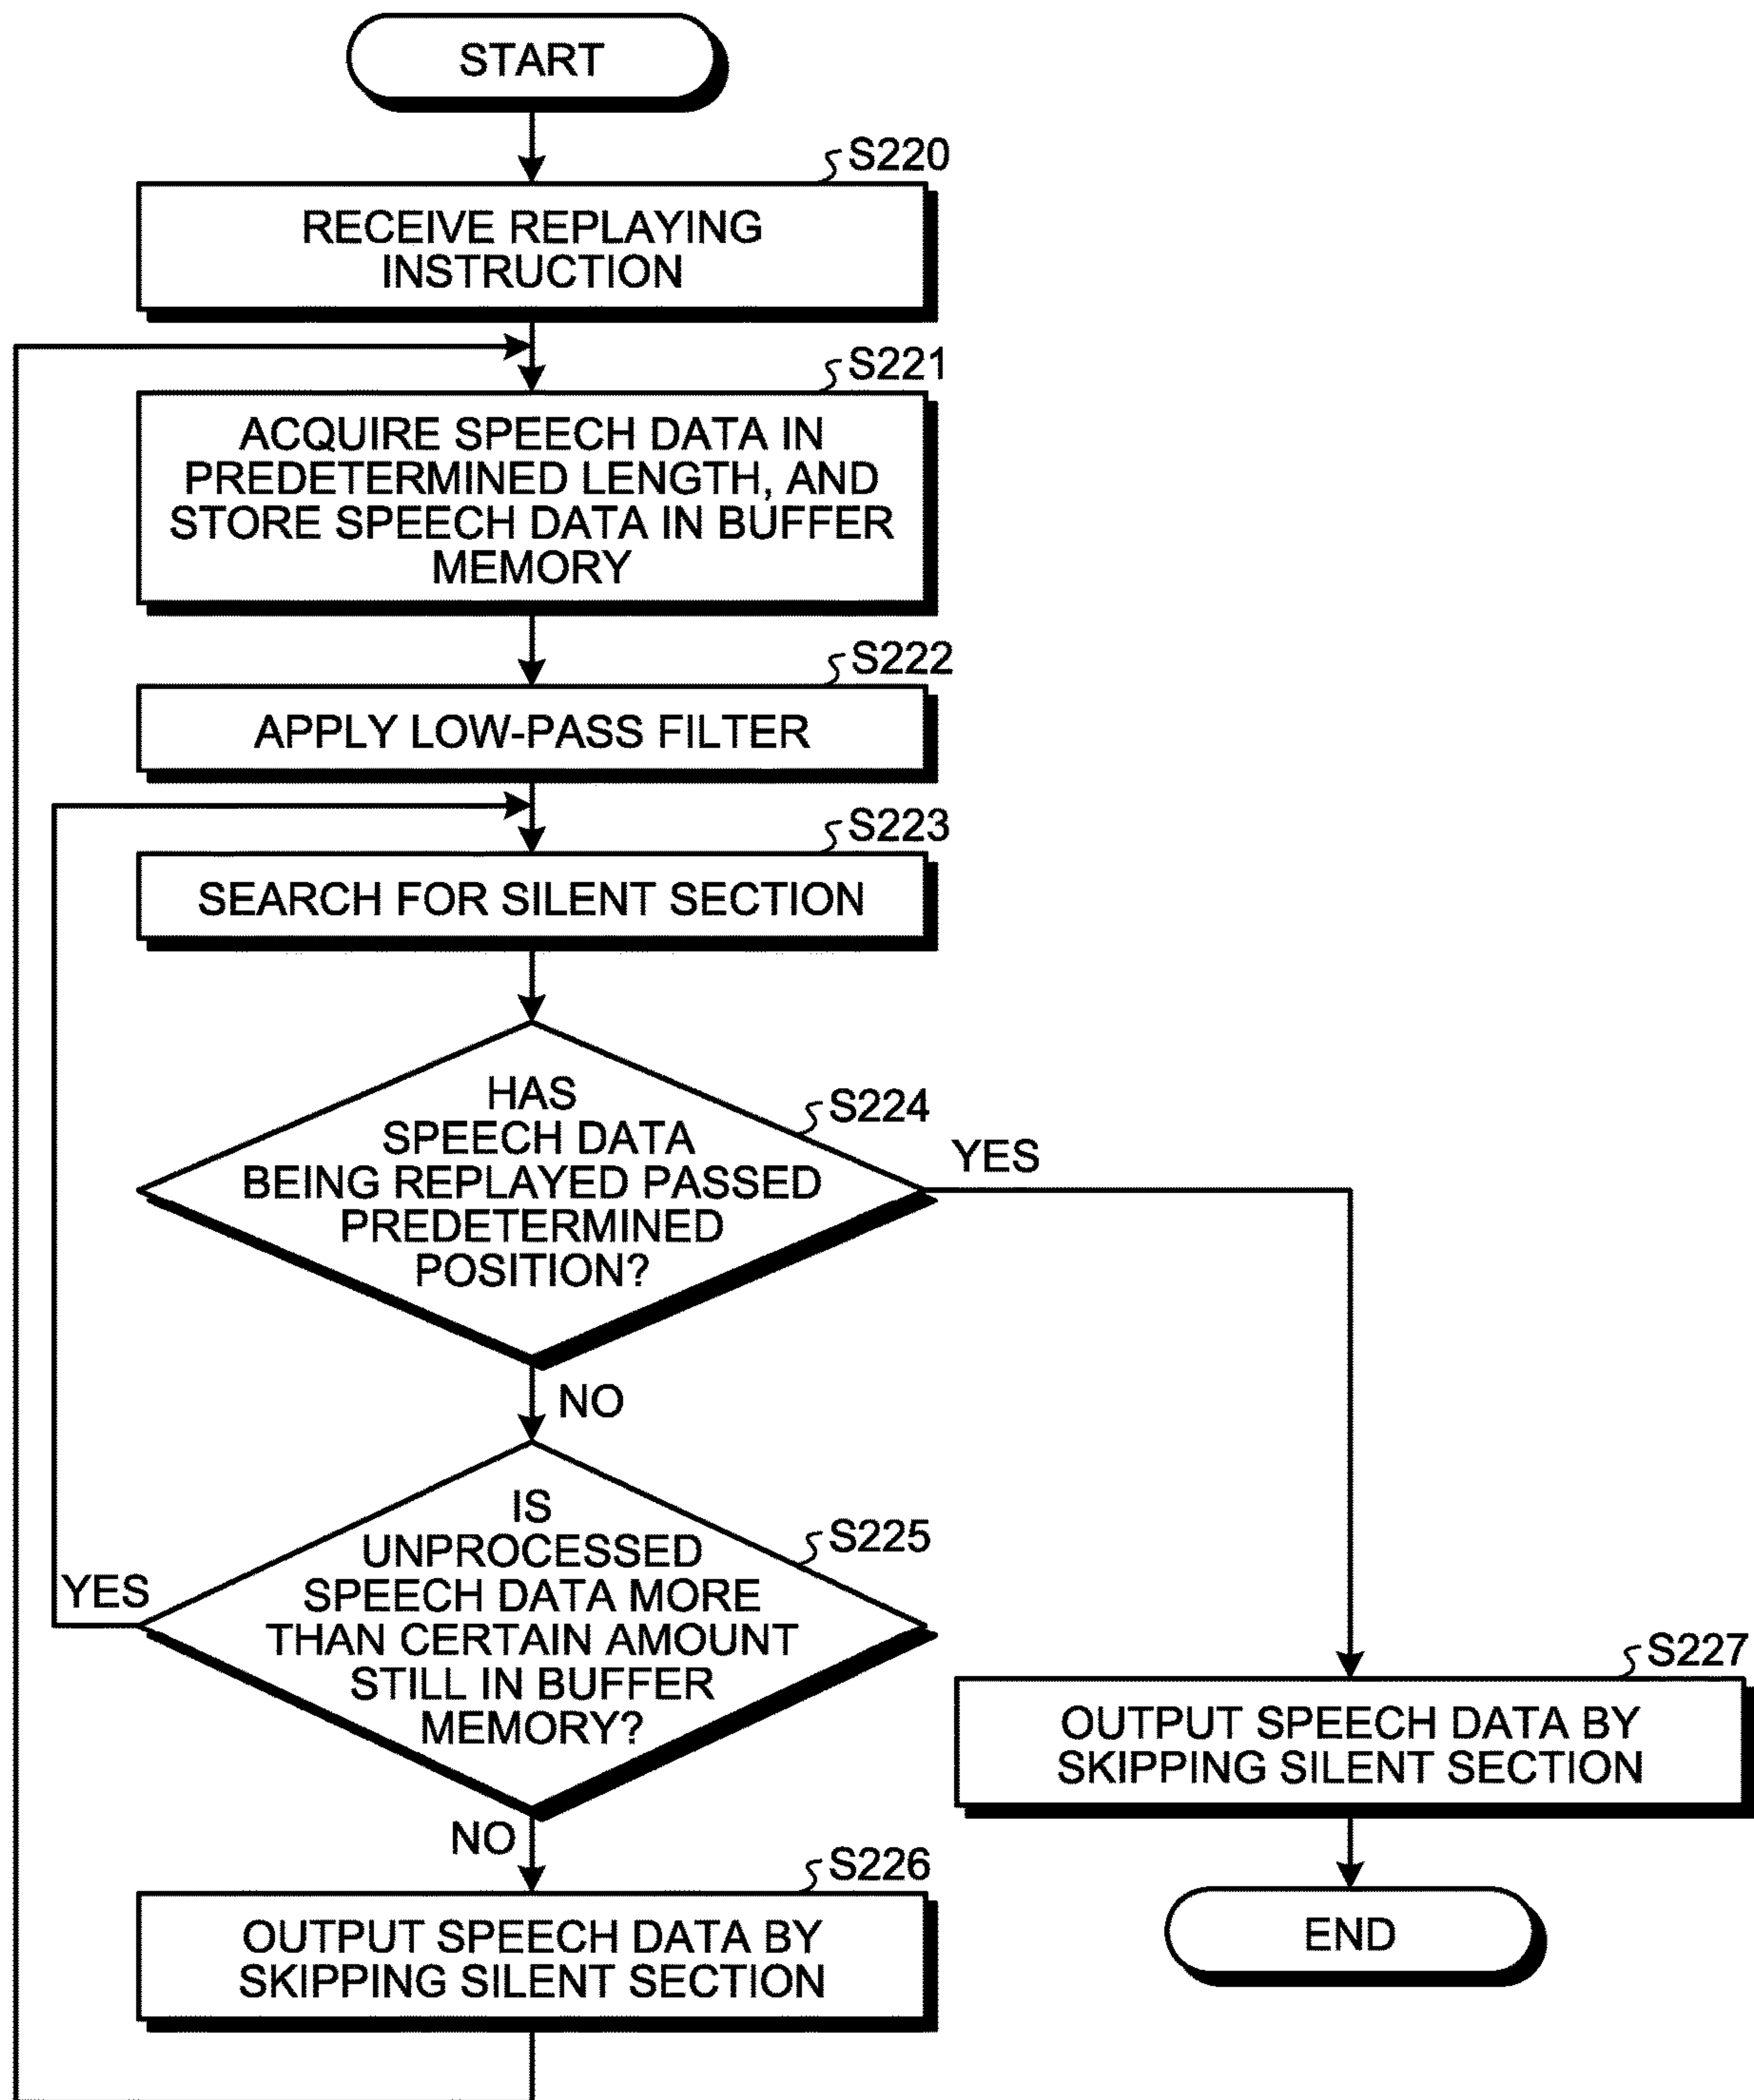 START
S220
RECEIVE REPLAYING
INSTRUCTION
S221
ACQUIRE SPEECH DATA IN
PREDETERMINED LENGTH, AND
STORE SPEECH DATA IN BUFFER
MEMORY
S222
APPLY LOW-PASS FILTER
S223
SEARCH FOR SILENT SECTION
S224
HAS
SPEECH DATA
BEING REPLAYED PASSED
PREDETERMINED
POSITION?
YES
NO
S225
IS
UNPROCESSED
SPEECH DATA MORE
THAN CERTAIN AMOUNT
STILL IN BUFFER
MEMORY?
YES
NO
S226
OUTPUT SPEECH DATA BY
SKIPPING SILENT SECTION
S227
OUTPUT SPEECH DATA BY
SKIPPING SILENT SECTION
END